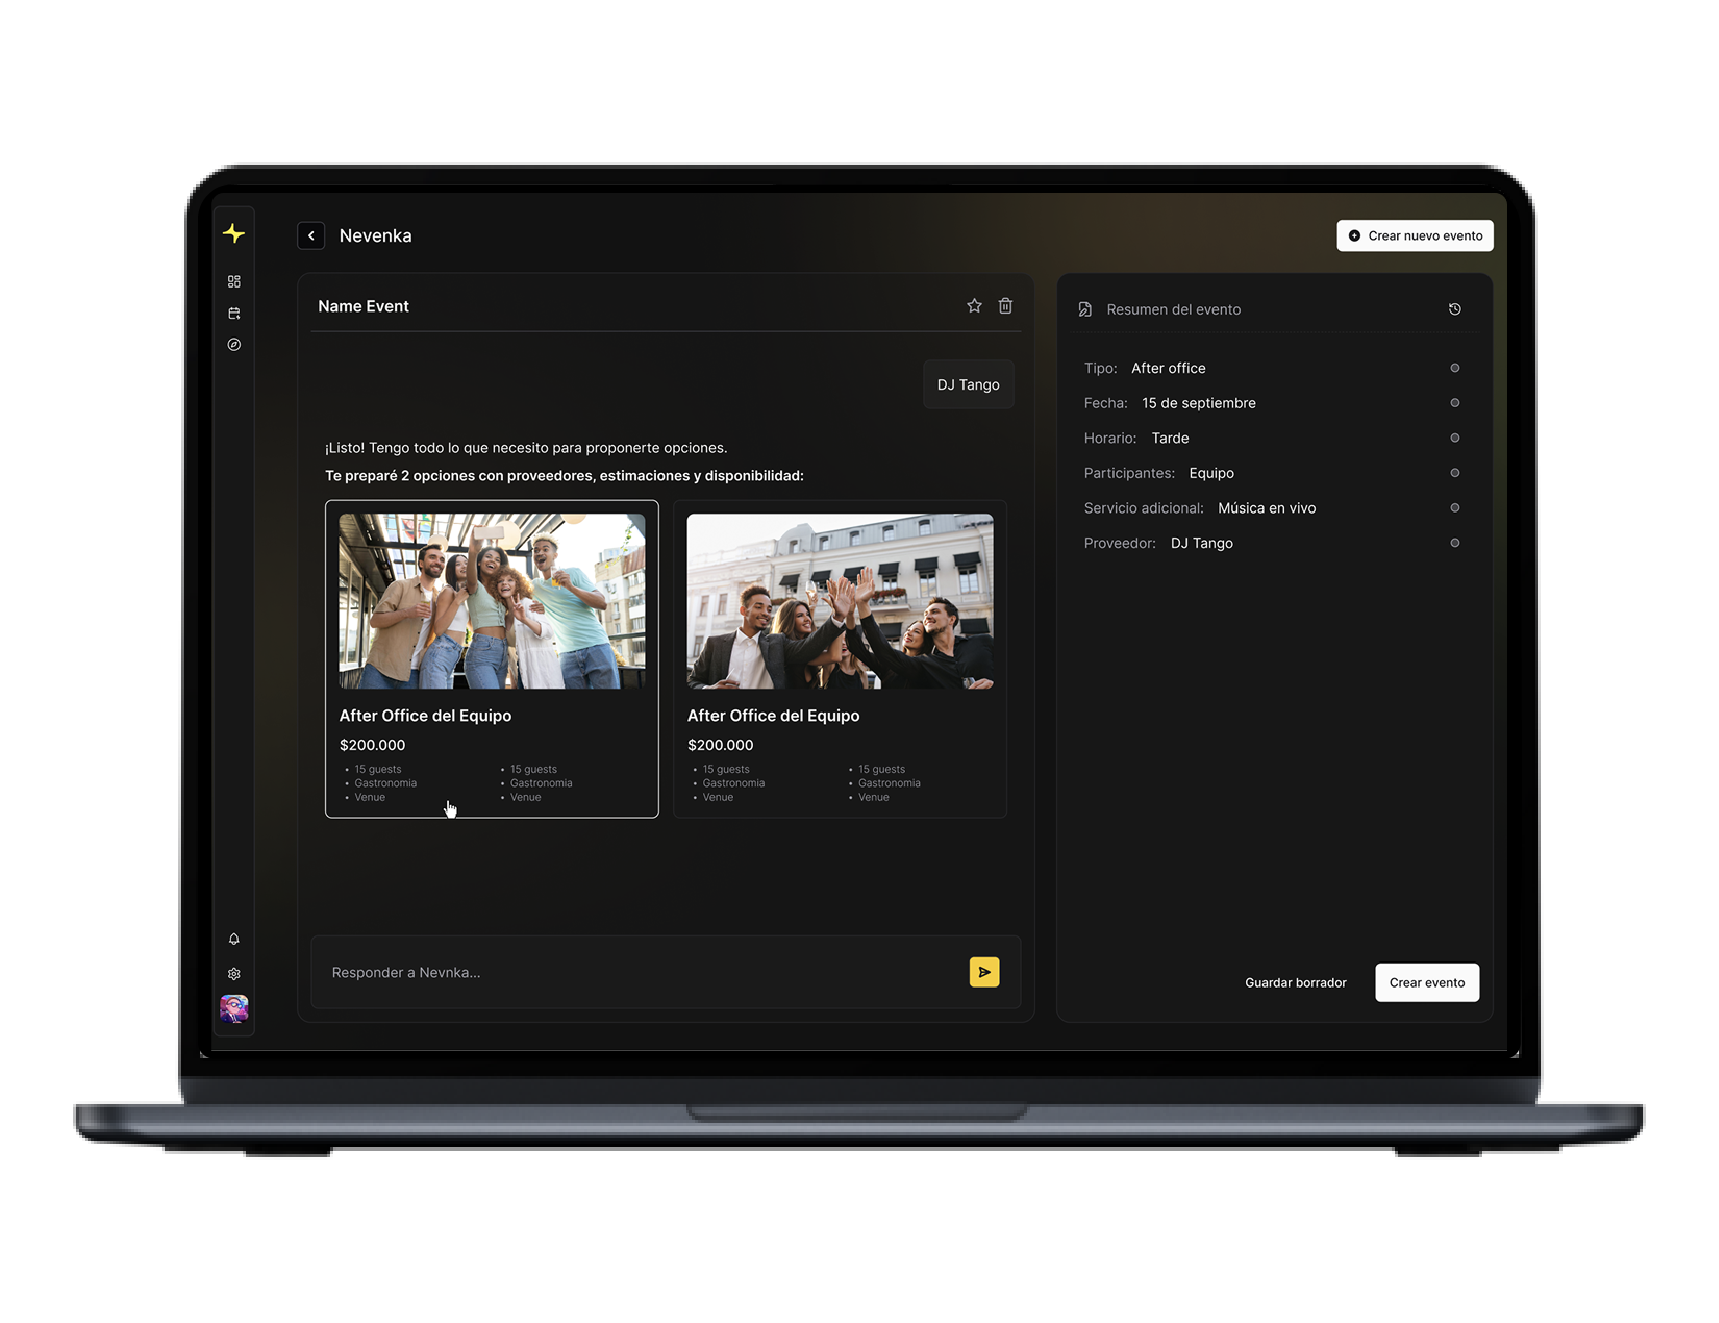 Nevenka
Crear nuevo evento
Name Event
DJ Tango
¡Listo! Tengo todo lo que necesito para proponerte opciones.
Te preparé 2 opciones con proveedores, estimaciones y disponibilidad:
After Office del Equipo
$200.000
• 15 guests
• Gastronomia
• Venue
• 15 guests
• Gastronomia
• Venue
After Office del Equipo
$200.000
• 15 guests
• Gastronomia
• Venue
• 15 guests
• Gastronomia
• Venue
Responder a Nevnka...
Resumen del evento
Tipo: After office
Fecha: 15 de septiembre
Horario: Tarde
Participantes: Equipo
Servicio adicional: Música en vivo
Proveedor: DJ Tango
Guardar borrador
Crear evento